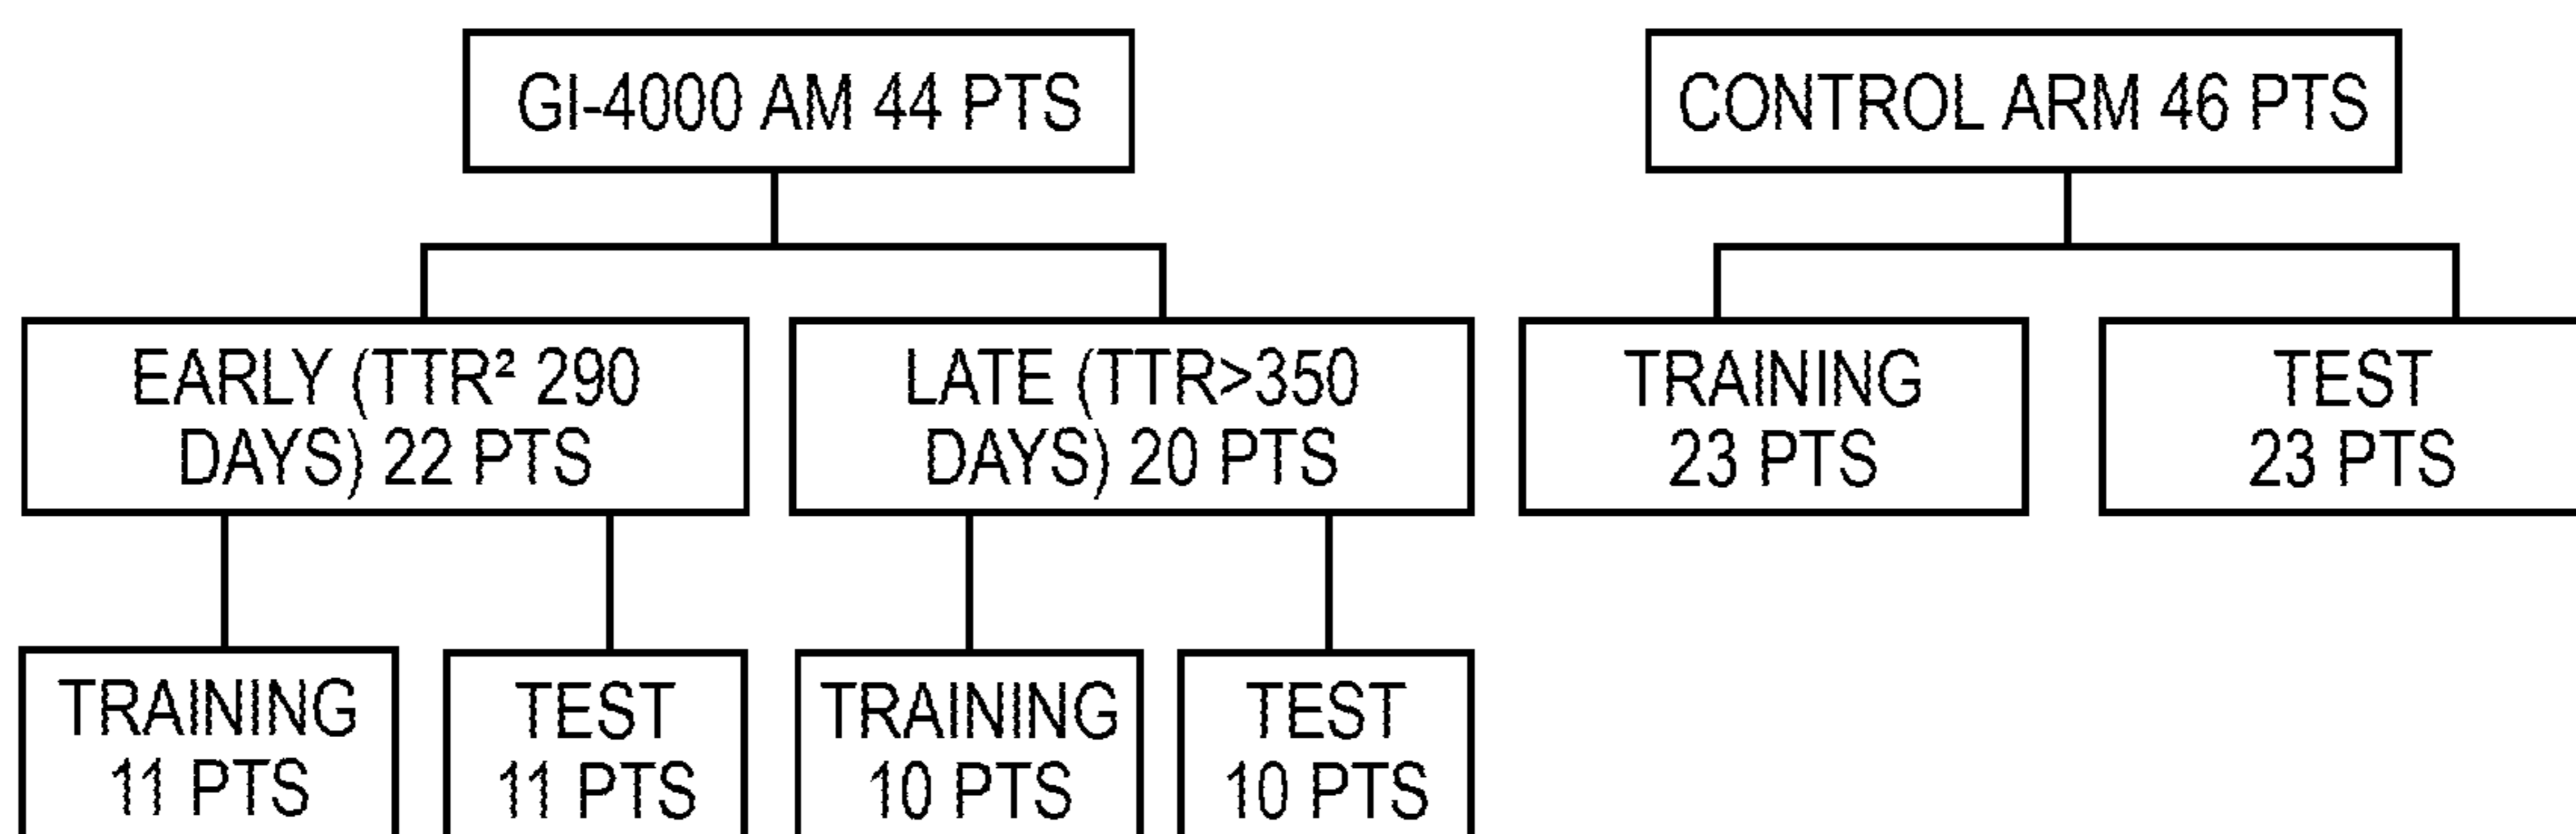 GI-4000 AM 44 PTS
CONTROL ARM 46 PTS
EARLY (TTR² 290
DAYS) 22 PTS
LATE (TTR>350
DAYS) 20 PTS
TRAINING
23 PTS
TEST
23 PTS
TRAINING
11 PTS
TEST
11 PTS
TRAINING
10 PTS
TEST
10 PTS